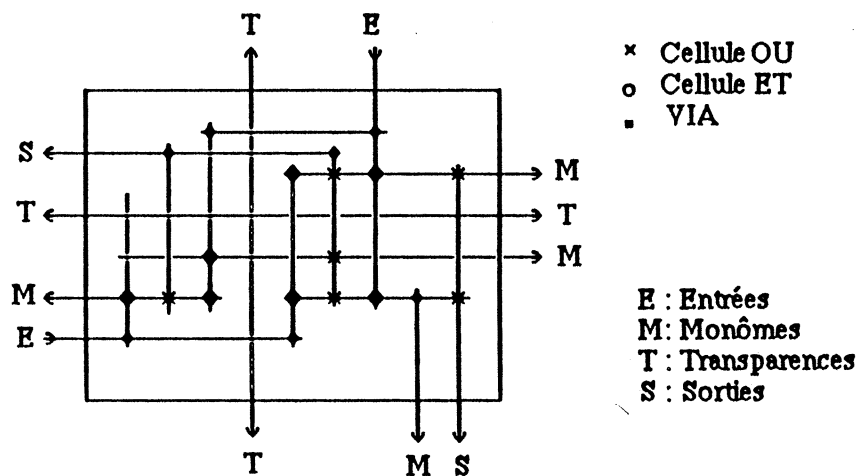 T E
× Cellule OU
o Cellule ET
▪ VIA
S
M
T T
M
M
E
E : Entrées
M: Monômes
T : Transparences
S : Sorties
T M S